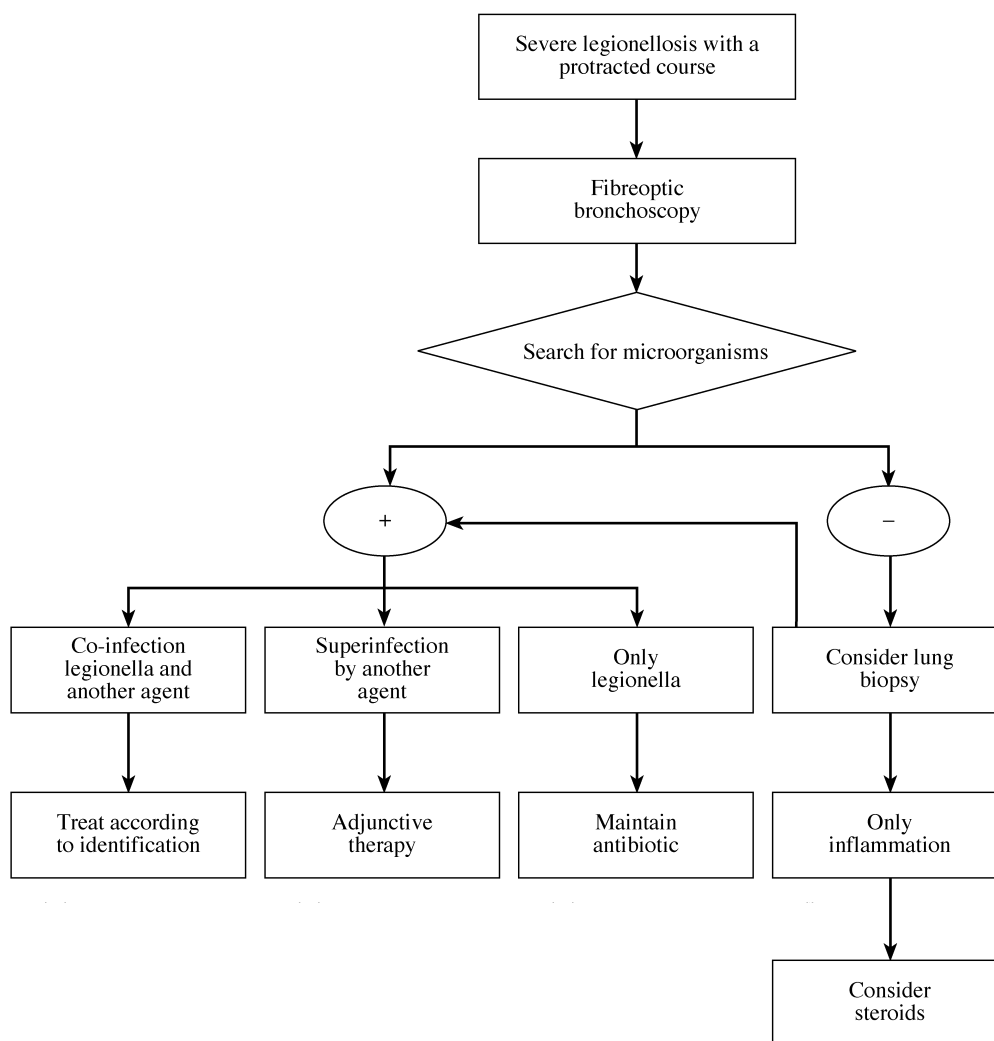 Severe legionellosis with a
protracted course
Fibreoptic
bronchoscopy
Search for microorganisms
+
–
Co-infection
legionella and
another agent
Superinfection
by another
agent
Only
legionella
Consider lung
biopsy
Treat according
to identification
Adjunctive
therapy
Maintain
antibiotic
Only
inflammation
Consider
steroids